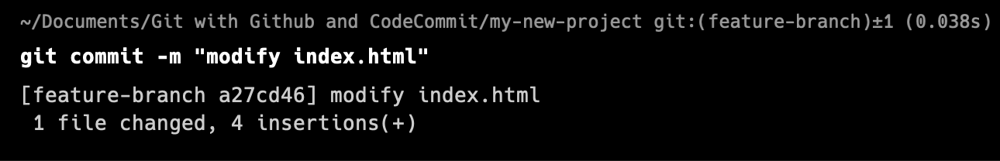 ~/Documents/Git with Github and CodeCommit/my-new-project git:(feature-branch)±1 (0.038s)
git commit -m "modify index.html"
[feature-branch a27cd46] modify index.html
 1 file changed, 4 insertions(+)